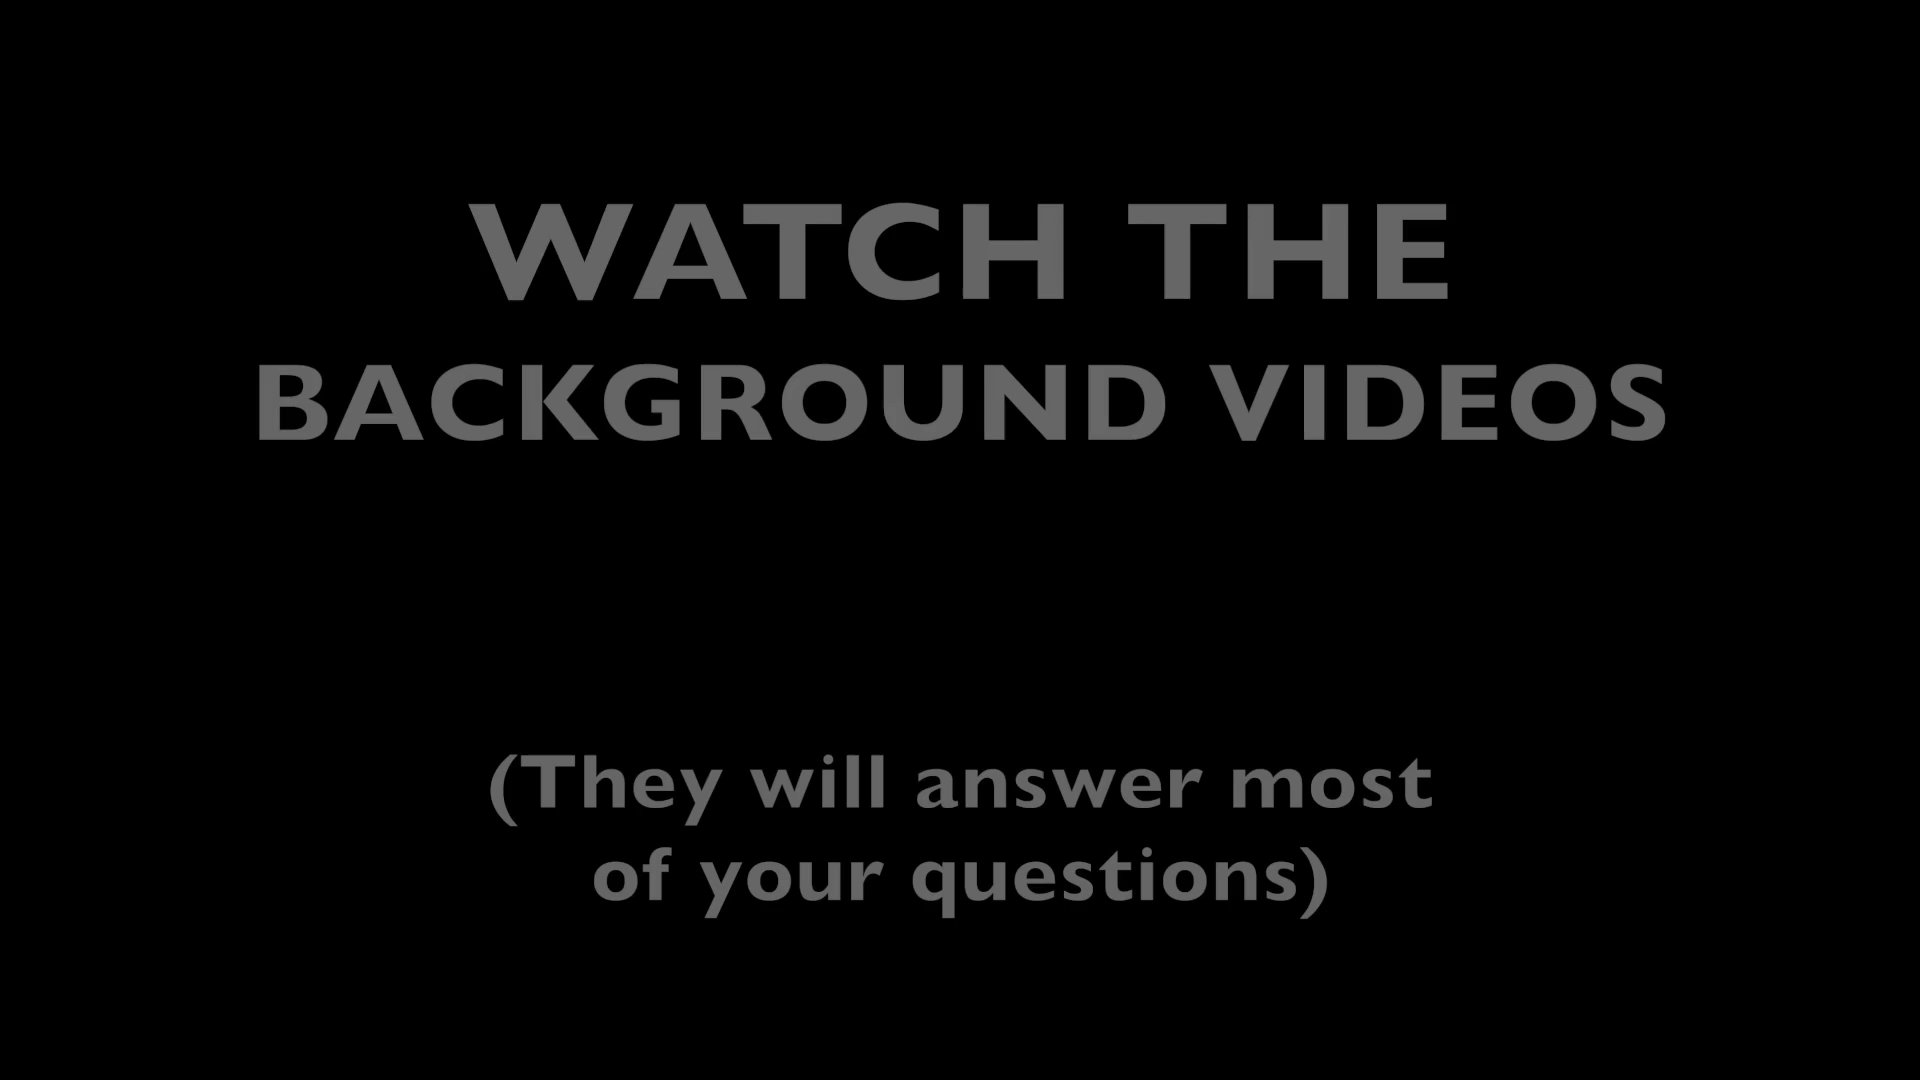 WATCH THE
BACKGROUND VIDEOS
(They will answer most
of your questions)